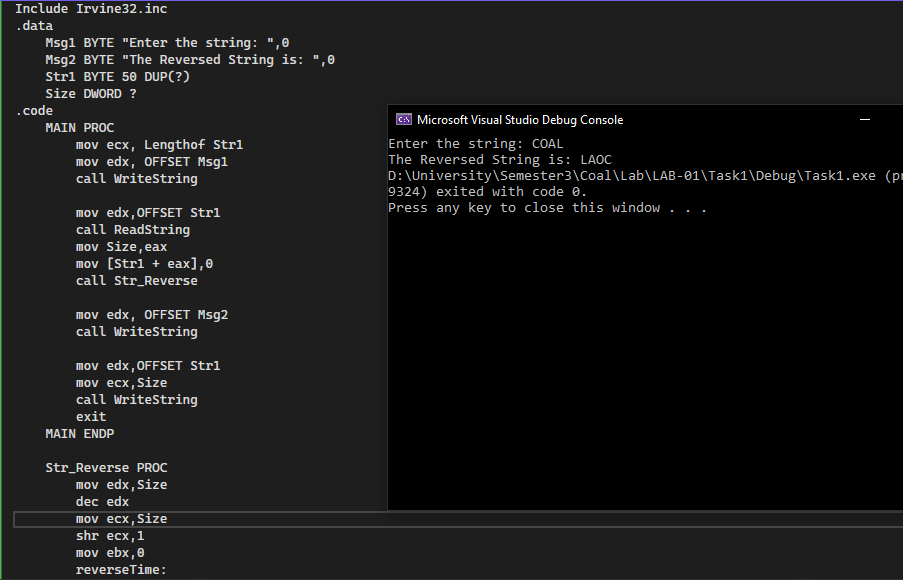 Include Irvine32.inc
.data
Msg1 BYTE "Enter the string: ",0
Msg2 BYTE "The Reversed String is: ",0
Str1 BYTE 50 DUP(?)
Size DWORD ?
.code
MAIN PROC
mov ecx, Lengthof Str1
mov edx, OFFSET Msg1
call WriteString
mov edx,OFFSET Str1
call ReadString
mov Size,eax
mov [Str1 + eax],0
call Str_Reverse
mov edx, OFFSET Msg2
call WriteString
mov edx,OFFSET Str1
mov ecx,Size
call WriteString
exit
MAIN ENDP
Str_Reverse PROC
mov edx,Size
dec edx
mov ecx,Size
shr ecx,1
mov ebx,0
reverseTime:
Microsoft Visual Studio Debug Console
Enter the string: COAL
The Reversed String is: LAOC
D:\University\Semester3\Coal\Lab\LAB-01\Task1\Debug\Task1.exe (pr
9324) exited with code 0.
Press any key to close this window . . .